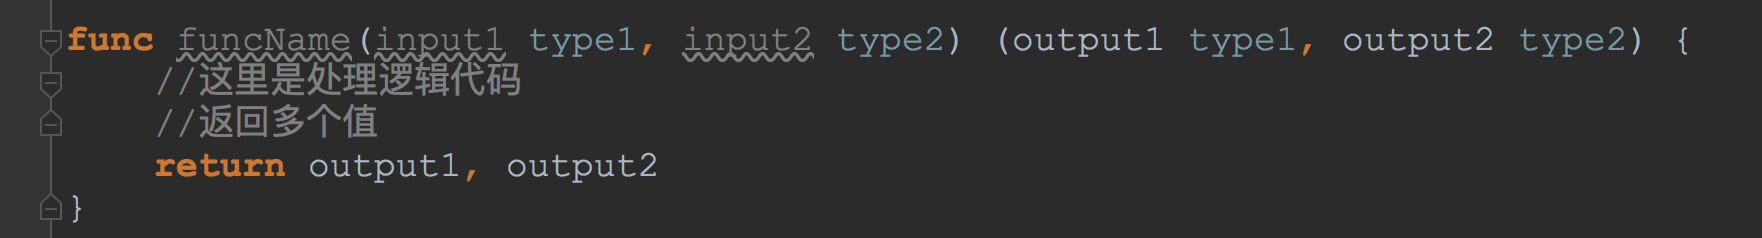 func funcName(input1 type1, input2 type2) (output1 type1, output2 type2) {
    //这里是处理逻辑代码
    //返回多个值
    return output1, output2
}